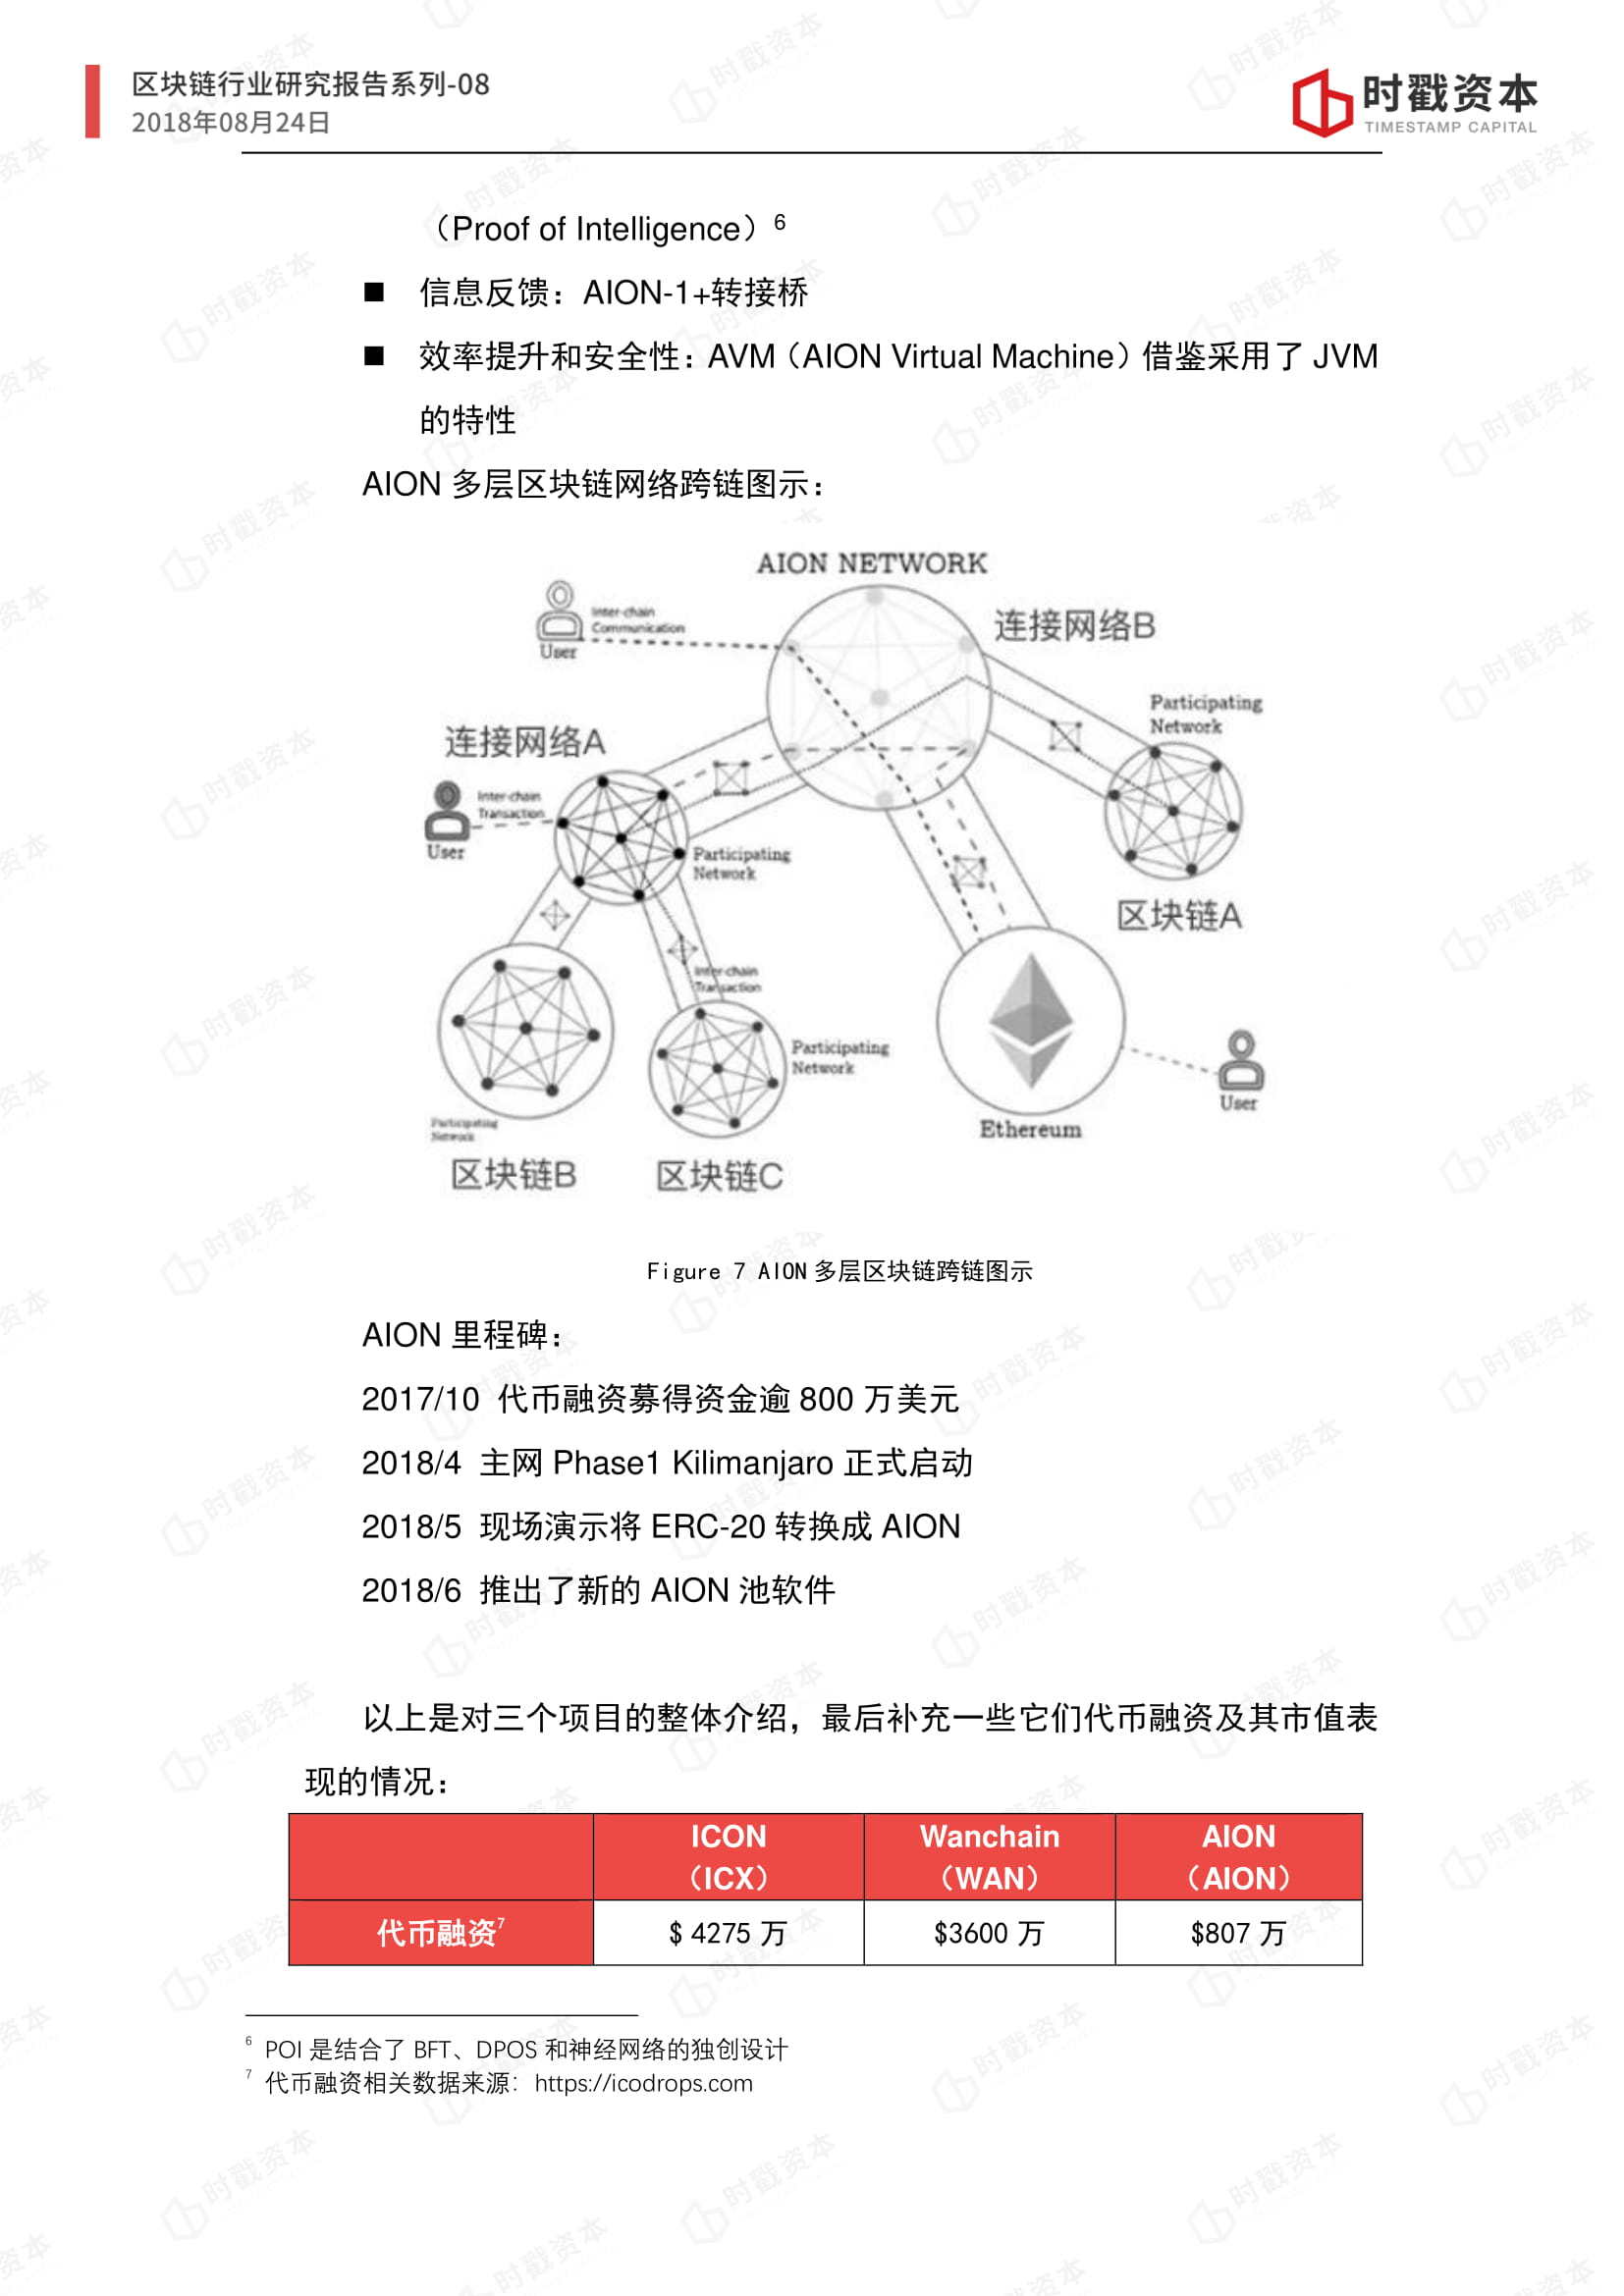 区块链行业研究报告系列-08
2018年08月24日
时戳资本
TIMESTAMP CAPITAL
（Proof of Intelligence）6
■ 信息反馈：AION-1+转接桥
■ 效率提升和安全性：AVM（AION Virtual Machine）借鉴采用了 JVM
的特性
AION 多层区块链网络跨链图示：
AION NETWORK
Inter-chain
Communication
User
连接网络B
Participating
Network
连接网络A
Inter-chain
Transaction
User
Participating
Network
区块链A
Inter-chain
Transaction
Participating
Network
User
Ethereum
Participating
Network
区块链B
区块链C
Figure 7 AION 多层区块链跨链图示
AION 里程碑：
2017/10 代币融资募得资金逾 800 万美元
2018/4 主网 Phase1 Kilimanjaro 正式启动
2018/5 现场演示将 ERC-20 转换成 AION
2018/6 推出了新的 AION 池软件
以上是对三个项目的整体介绍，最后补充一些它们代币融资及其市值表
现的情况：
ICON
（ICX）
Wanchain
（WAN）
AION
（AION）
代币融资7
$ 4275 万
$3600 万
$807 万
6 POI 是结合了 BFT、DPOS 和神经网络的独创设计
7 代币融资相关数据来源：https://icodrops.com